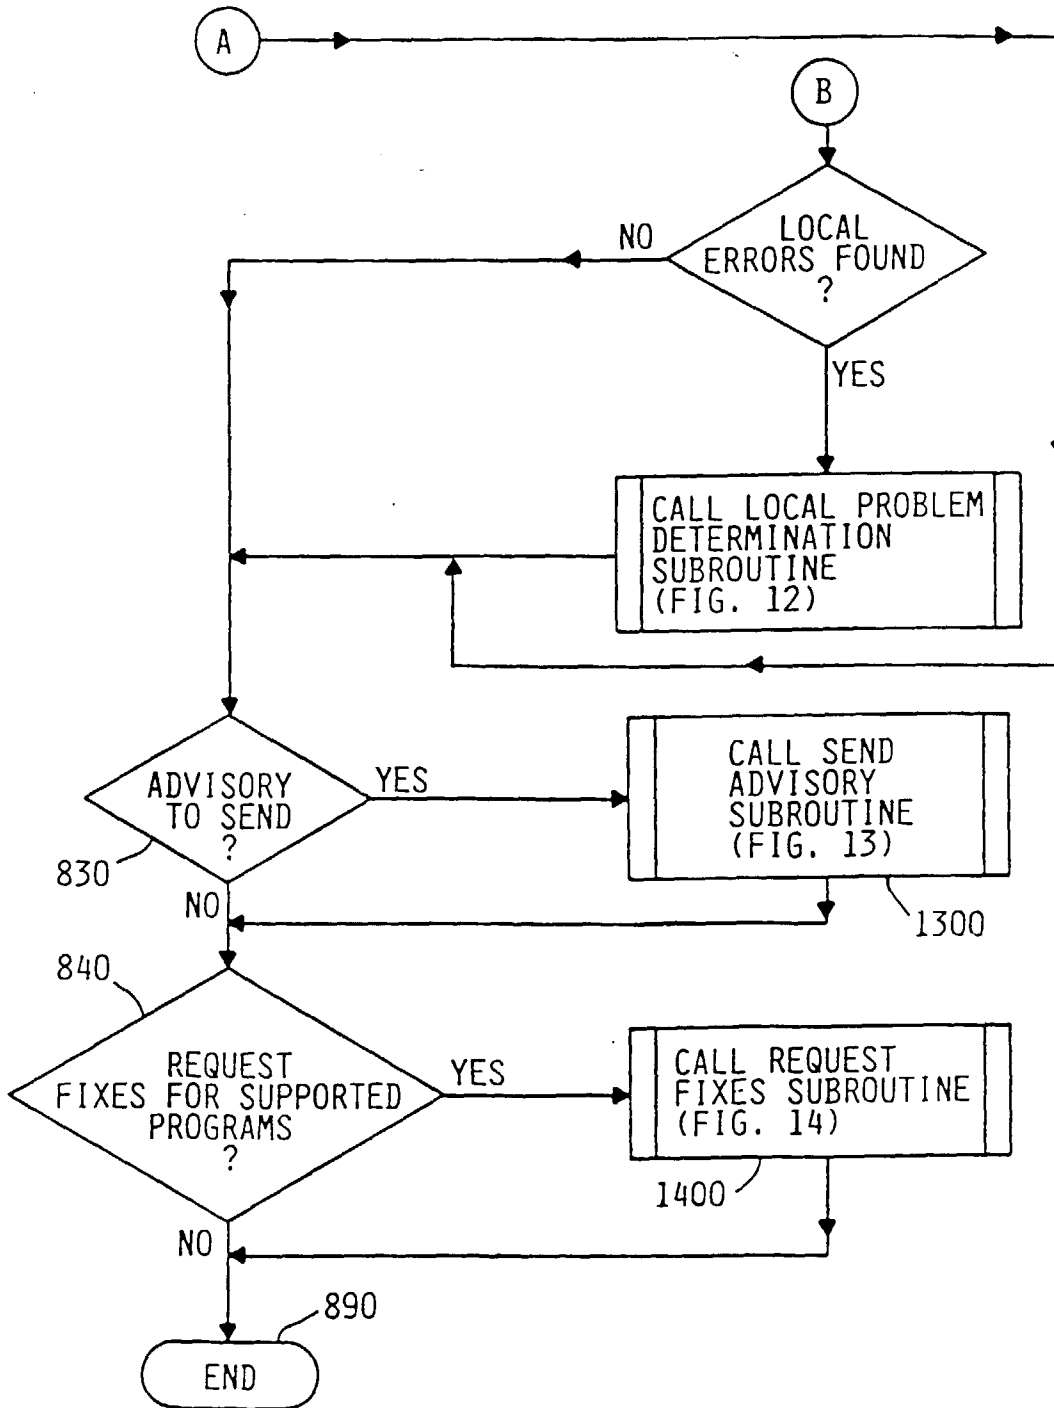 A
B
NO
LOCAL
ERRORS FOUND
?
YES
CALL LOCAL PROBLEM
DETERMINATION
SUBROUTINE
(FIG. 12)
ADVISORY
TO SEND
?
YES
830
NO
CALL SEND
ADVISORY
SUBROUTINE
(FIG. 13)
1300
840
REQUEST
FIXES FOR SUPPORTED
PROGRAMS
?
YES
CALL REQUEST
FIXES SUBROUTINE
(FIG. 14)
1400
NO
890
END